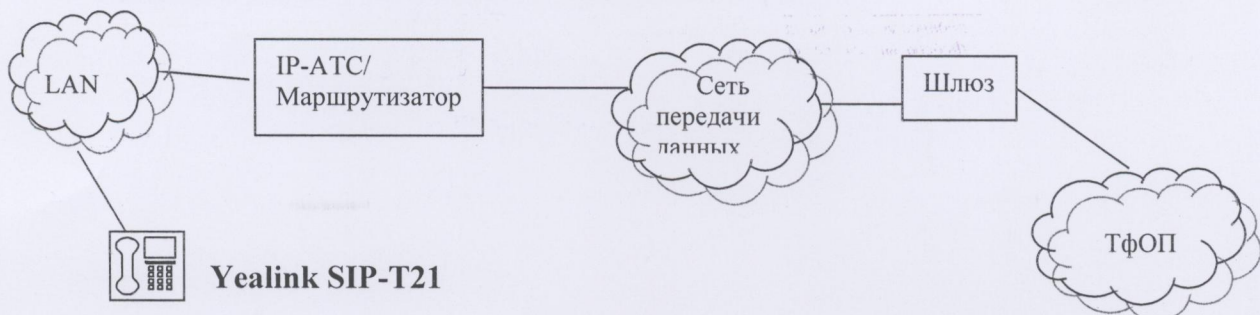 LAN
IP-АТС/
Маршрутизатор
Сеть
передачи
данных
Шлюз
ТфОП
Yealink SIP-T21